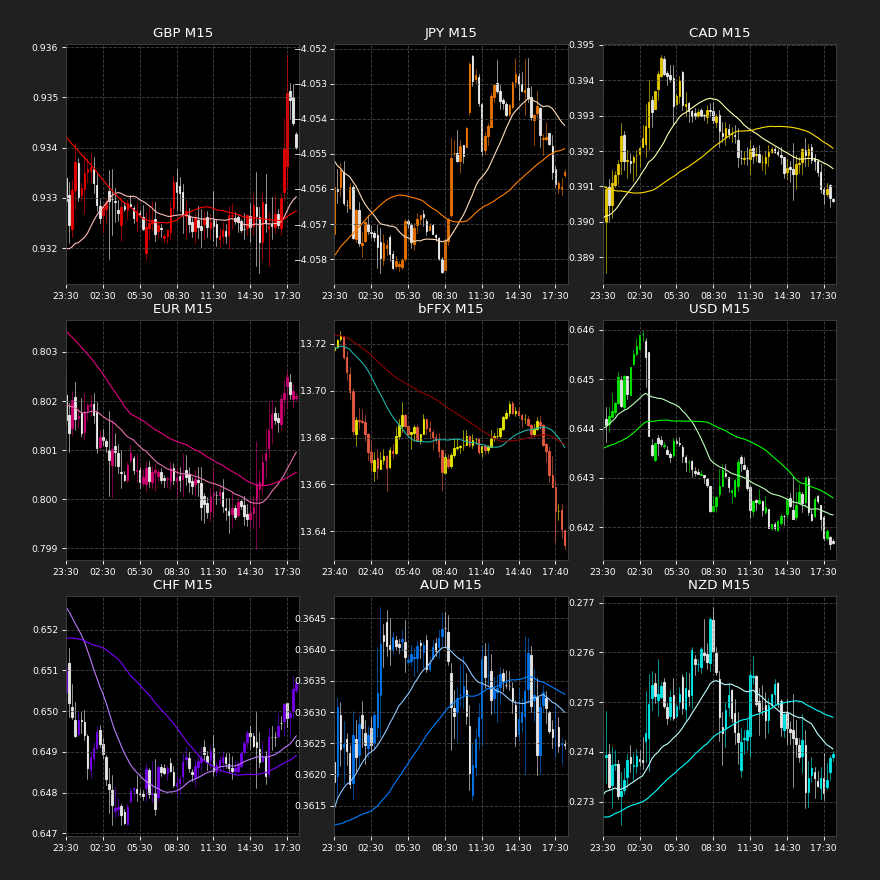 GBP M15
0.936
0.935
0.934
0.933
0.932
23:30 02:30 05:30 08:30 11:30 14:30 17:30
JPY M15
−4.052
−4.053
−4.054
−4.055
−4.056
−4.057
−4.058
23:30 02:30 05:30 08:30 11:30 14:30 17:30
CAD M15
0.395
0.394
0.393
0.392
0.391
0.390
0.389
23:30 02:30 05:30 08:30 11:30 14:30 17:30
EUR M15
0.803
0.802
0.801
0.800
0.799
23:30 02:30 05:30 08:30 11:30 14:30 17:30
bFFX M15
13.72
13.70
13.68
13.66
13.64
23:40 02:40 05:40 08:40 11:40 14:40 17:40
USD M15
0.646
0.645
0.644
0.643
0.642
23:30 02:30 05:30 08:30 11:30 14:30 17:30
CHF M15
0.652
0.651
0.650
0.649
0.648
0.647
23:30 02:30 05:30 08:30 11:30 14:30 17:30
AUD M15
0.3645
0.3640
0.3635
0.3630
0.3625
0.3620
0.3615
23:30 02:30 05:30 08:30 11:30 14:30 17:30
NZD M15
0.277
0.276
0.275
0.274
0.273
23:30 02:30 05:30 08:30 11:30 14:30 17:30